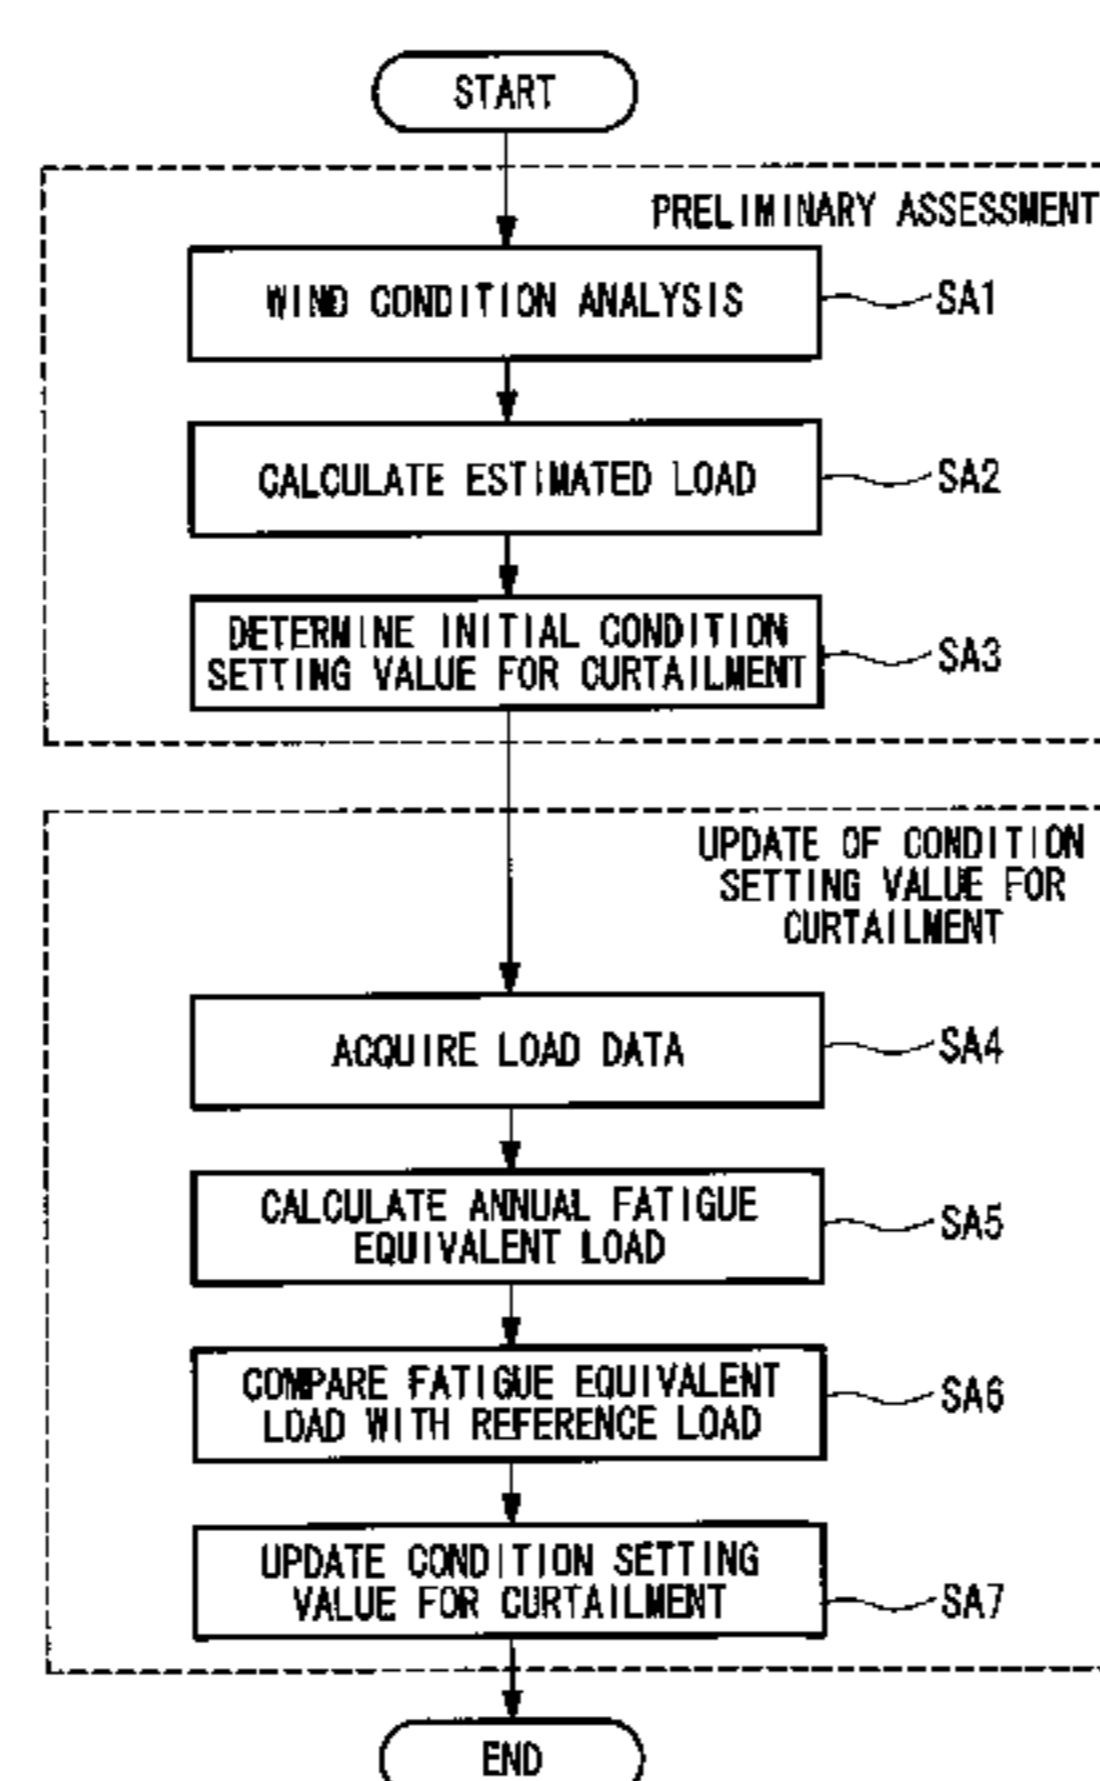 START
PRELIMINARY ASSESSMENT
WIND CONDITION ANALYSIS
SA1
CALCULATE ESTIMATED LOAD
SA2
DETERMINE INITIAL CONDITION
SETTING VALUE FOR CURTAILMENT
SA3
UPDATE OF CONDITION
SETTING VALUE FOR
CURTAILMENT
ACQUIRE LOAD DATA
SA4
CALCULATE ANNUAL FATIGUE
EQUIVALENT LOAD
SA5
COMPARE FATIGUE EQUIVALENT
LOAD WITH REFERENCE LOAD
SA6
UPDATE CONDITION SETTING
VALUE FOR CURTAILMENT
SA7
END